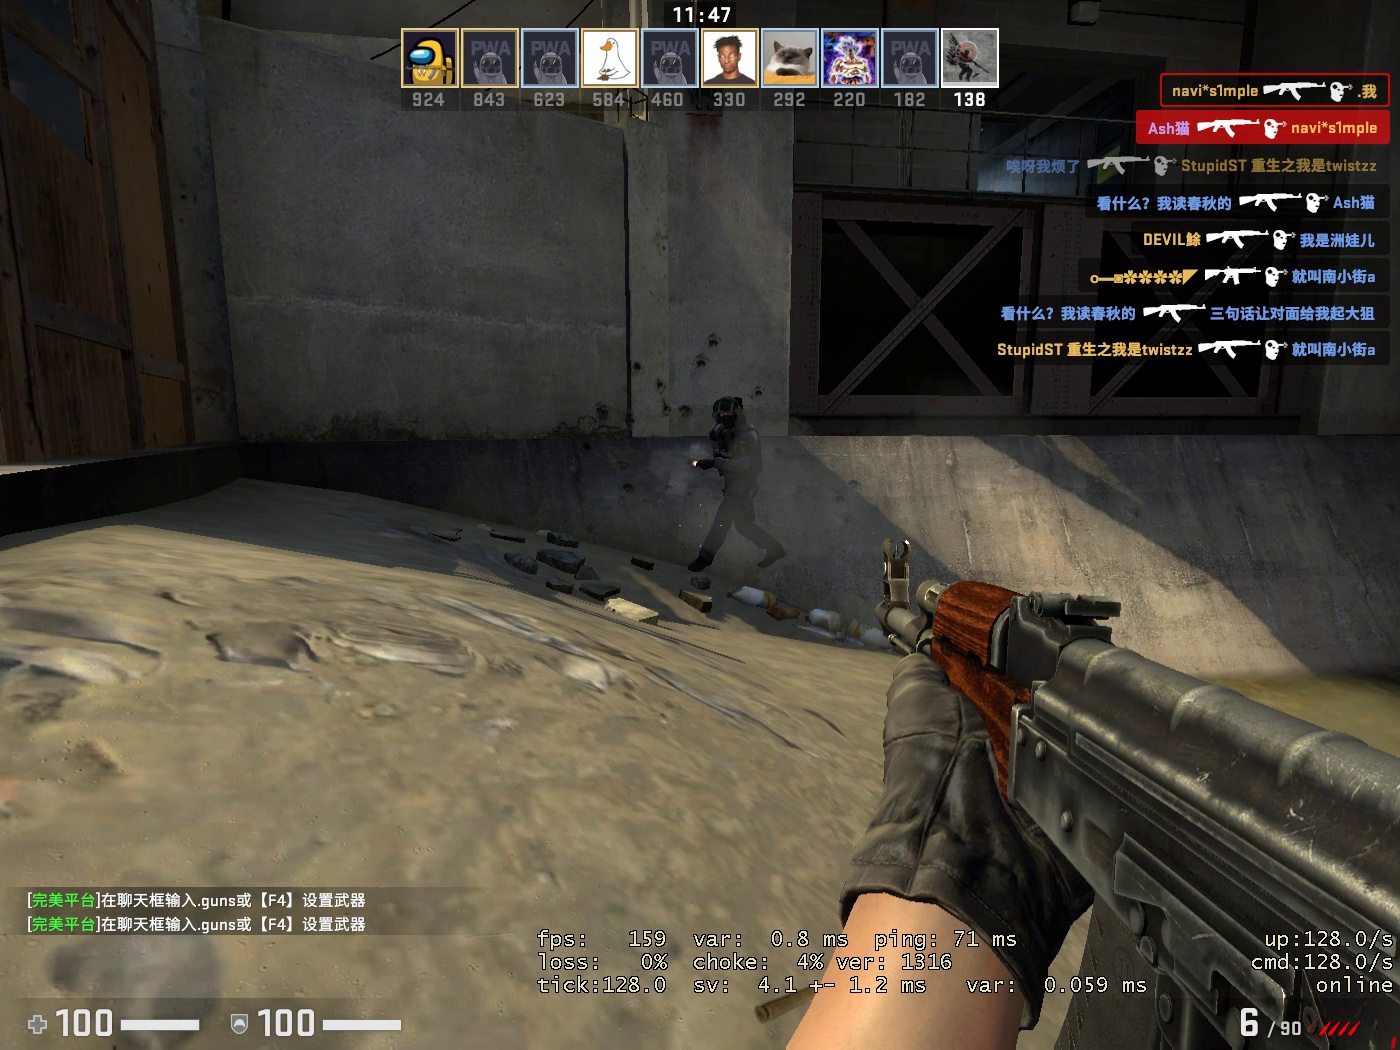 11:47
PWA PWA PWA PWA
924 843 623 584 460 330 292 220 182 138
navi*s1mple .我
Ash猫 navi*s1mple
唉呀我烦了 StupidST 重生之我是twistzz
看什么？我读春秋的 Ash猫
DEVIL馀 我是洲娃儿
就叫南小街a
看什么？我读春秋的 三句话让对面给我起大狙
StupidST 重生之我是twistzz 就叫南小街a
[完美平台]在聊天框输入.guns或【F4】设置武器
[完美平台]在聊天框输入.guns或【F4】设置武器
fps: 159 var: 0.8 ms ping: 71 ms up:128.0/s
loss: 0% choke: 4% ver: 1316 cmd:128.0/s
tick:128.0 sv: 4.1 +- 1.2 ms var: 0.059 ms online
100 100 6 / 90